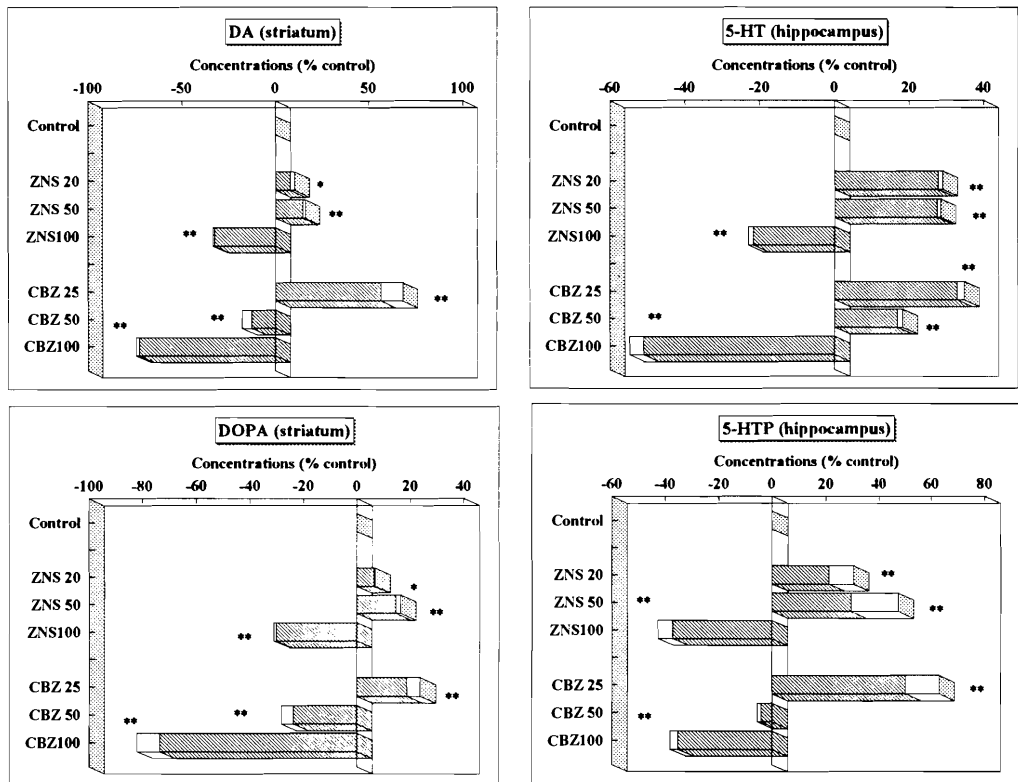 DA (striatum)
Concentrations (% control)
-100 -50 0 50 100
Control
ZNS 20 *
ZNS 50 **
ZNS100 **
CBZ 25 **
CBZ 50 **
CBZ100 **
5-HT (hippocampus)
Concentrations (% control)
-60 -40 -20 0 20 40
Control
ZNS 20 **
ZNS 50 **
ZNS100 **
CBZ 25 **
CBZ 50 **
CBZ100 **
DOPA (striatum)
Concentrations (% control)
-100 -80 -60 -40 -20 0 20 40
Control
ZNS 20 *
ZNS 50 **
ZNS100 **
CBZ 25 **
CBZ 50 **
CBZ100 **
5-HTP (hippocampus)
Concentrations (% control)
-60 -40 -20 0 20 40 60 80
Control
ZNS 20 **
ZNS 50 **
ZNS100 **
CBZ 25 **
CBZ 50 **
CBZ100